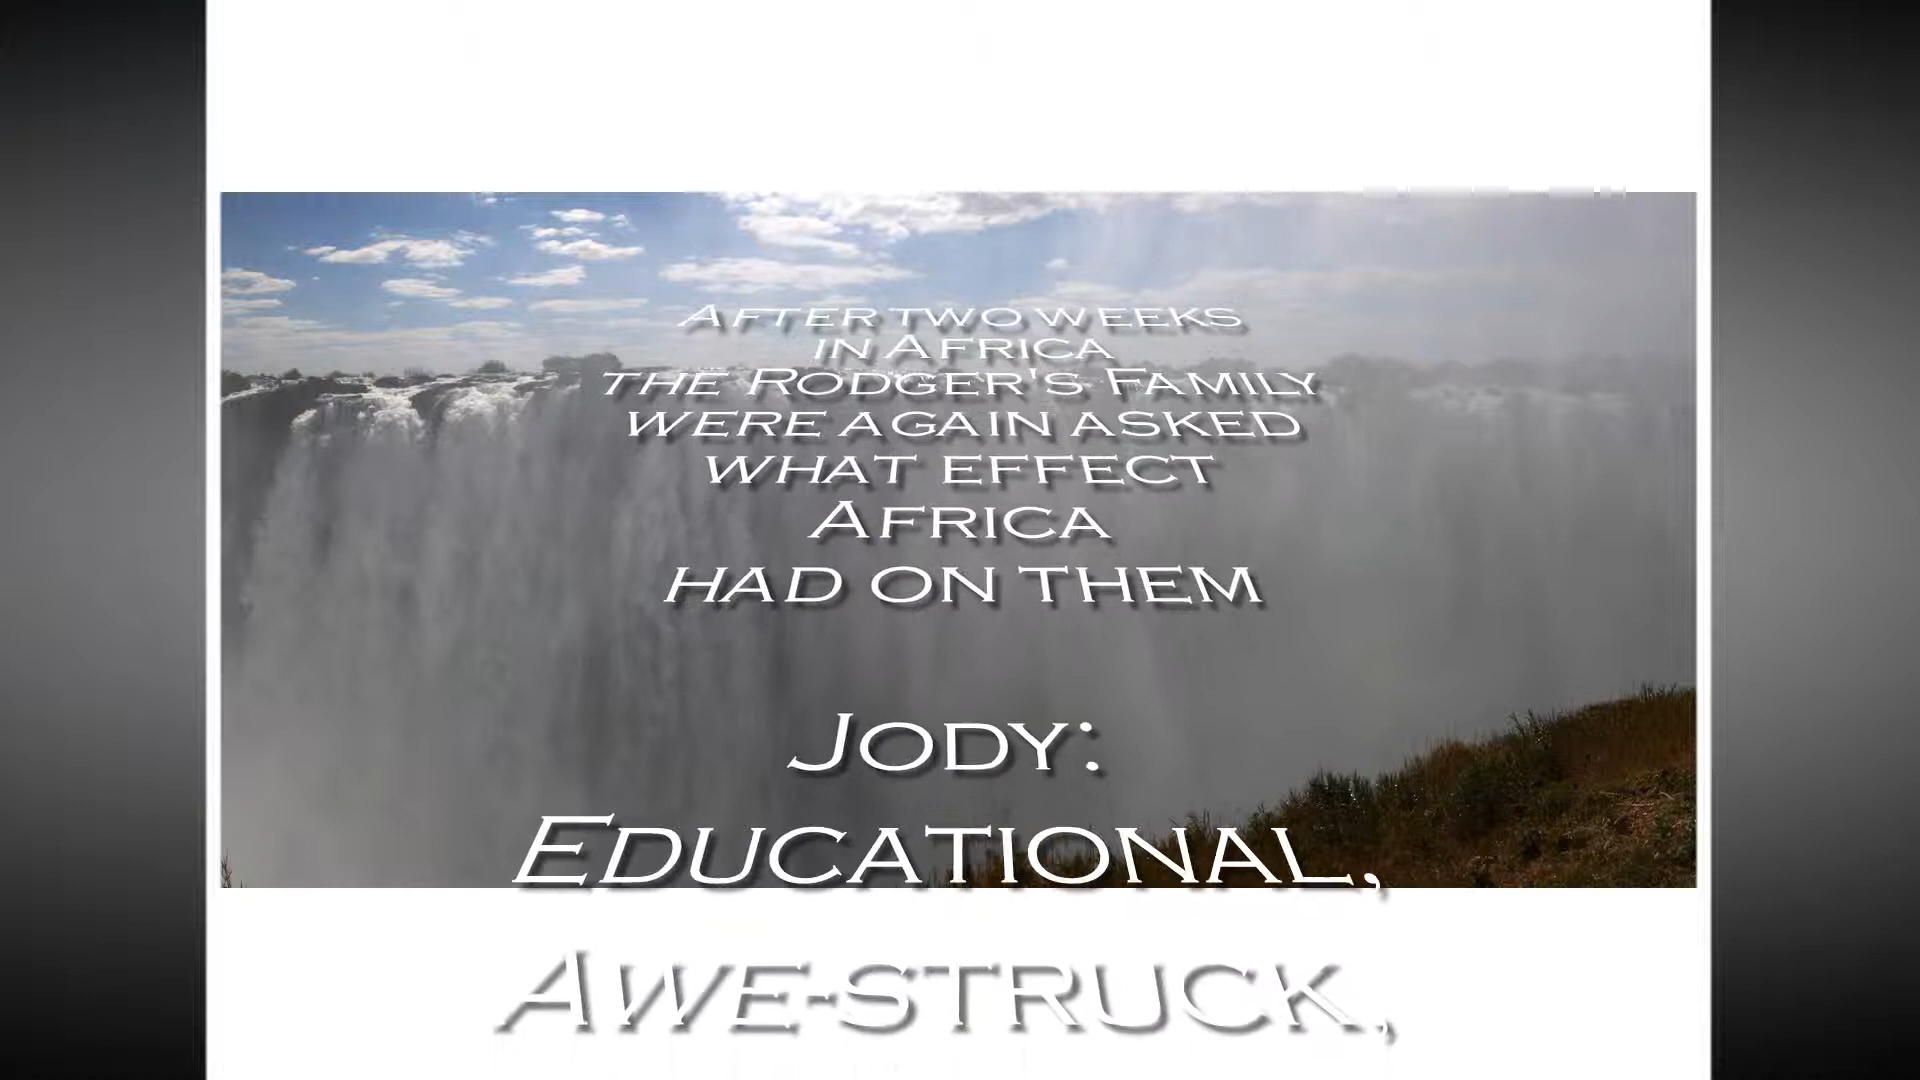 After two weeks
in Africa
the Rodger's Family
were again asked
what effect
Africa
had on them
Jody:
Educational,
Awe-struck,